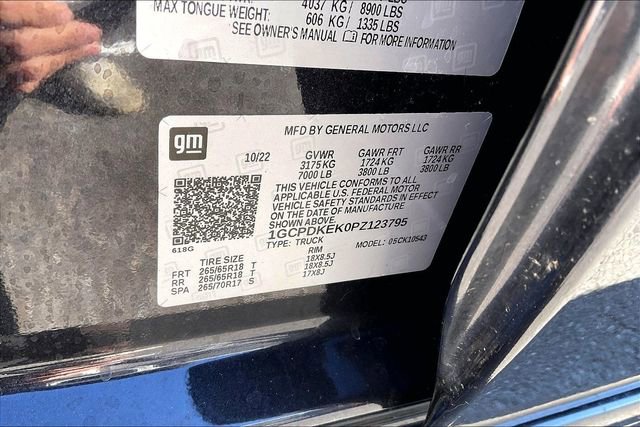 4037 KG / 8900 LBS
MAX TONGUE WEIGHT: 606 KG / 1335 LBS
SEE OWNER'S MANUAL FOR MORE INFORMATION
gm
MFD BY GENERAL MOTORS LLC
10/22 GVWR GAWR FRT GAWR RR
3175 KG 1724 KG 1724 KG
7000 LB 3800 LB 3800 LB
THIS VEHICLE CONFORMS TO ALL
APPLICABLE U.S. FEDERAL MOTOR
VEHICLE SAFETY STANDARDS IN EFFECT
ON THE DATE OF MANUFACTURE
1GCPDKEK0PZ123795
618G
TYPE: TRUCK MODEL: 05CK10543
TIRE SIZE RIM
FRT 265/65R18 T 18X8.5J
RR 265/65R18 T 18X8.5J
SPA 265/70R17 S 17X8J